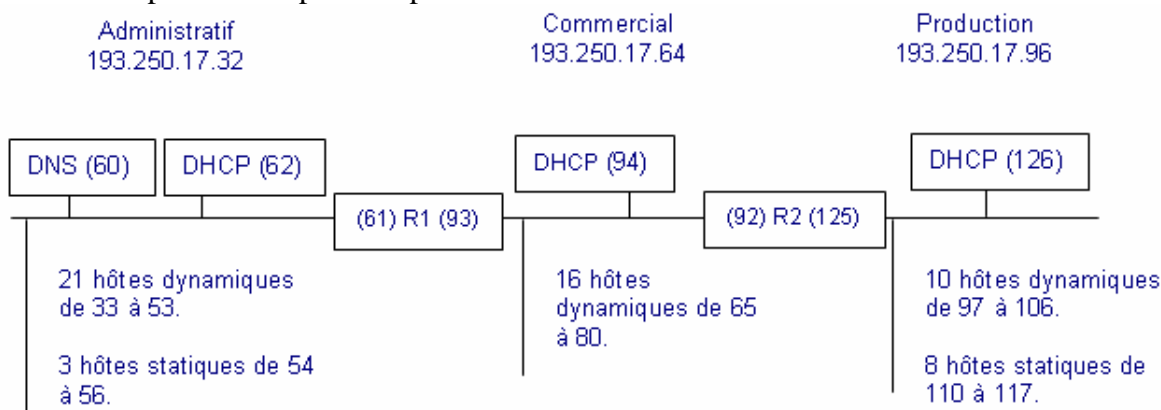 Administratif
193.250.17.32
Commercial
193.250.17.64
Production
193.250.17.96
DNS (60)
DHCP (62)
DHCP (94)
DHCP (126)
(61) R1 (93)
(92) R2 (125)
21 hôtes dynamiques
de 33 à 53.
3 hôtes statiques de 54
à 56.
16 hôtes
dynamiques de 65
à 80.
10 hôtes dynamiques
de 97 à 106.
8 hôtes statiques de
110 à 117.